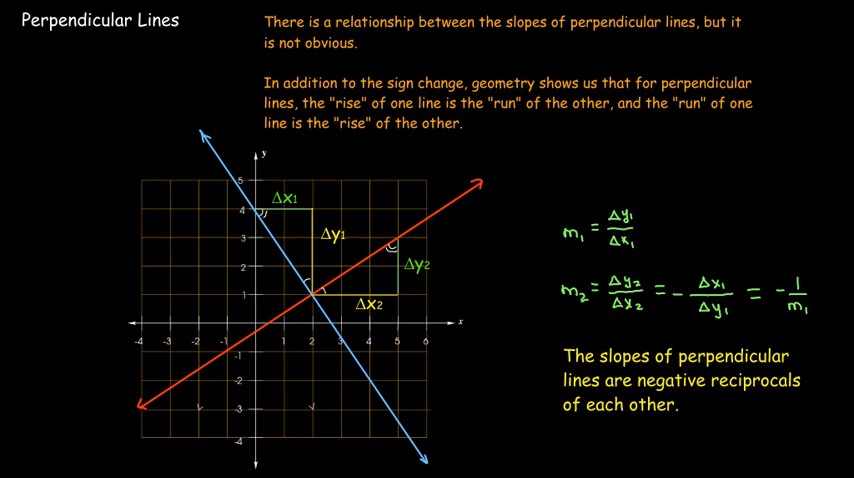 Perpendicular Lines
There is a relationship between the slopes of perpendicular lines, but it
is not obvious.
In addition to the sign change, geometry shows us that for perpendicular
lines, the "rise" of one line is the "run" of the other, and the "run" of one
line is the "rise" of the other.
y
5
4
3
2
1
Δx1
Δy1
Δy2
Δx2
x
-4 -3 -2 -1 1 2 3 4 5 6
-1
-2
-3
-4
m₁ = Δy₁/Δx₁
m₂ = Δy₂/Δx₂ = - Δx₁/Δy₁ = - 1/m₁
The slopes of perpendicular
lines are negative reciprocals
of each other.